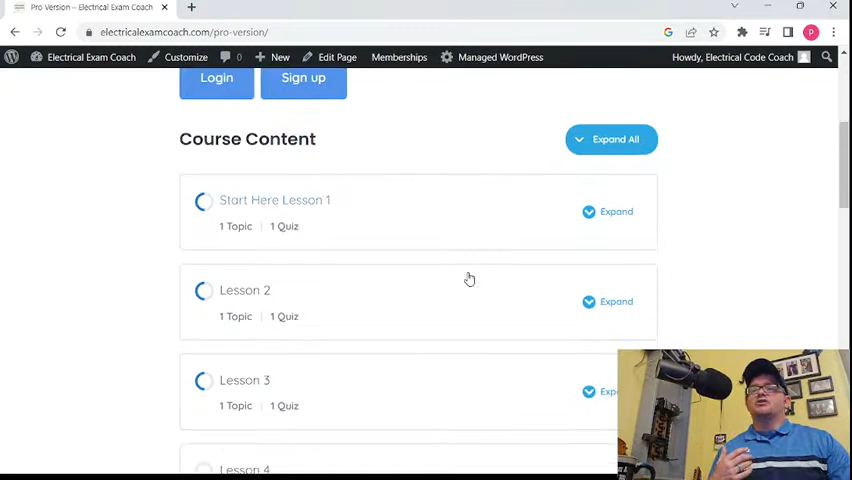 Pro Version – Electrical Exam Coach
electricalexamcoach.com/pro-version/
Electrical Exam Coach Customize 0 New Edit Page Memberships Managed WordPress Howdy, Electrical Code Coach
Login Sign up
Course Content
Expand All
Start Here Lesson 1
1 Topic | 1 Quiz
Expand
Lesson 2
1 Topic | 1 Quiz
Expand
Lesson 3
1 Topic | 1 Quiz
Exp
Lesson 4